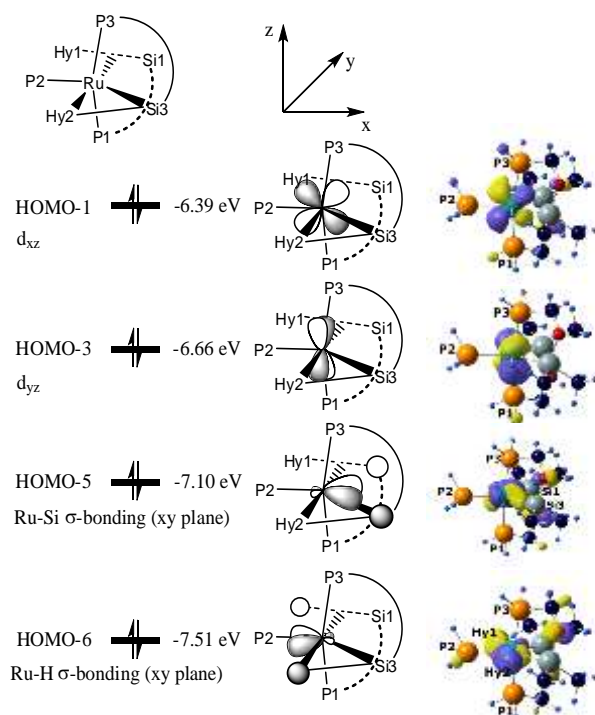 P3
Hy1
Si1
P2
Ru
Hy2
Si3
P1
z
y
x
HOMO-1
-6.39 eV
d_xz
P3
Hy1
Si1
P2
Hy2
Si3
P1
P3
P2
P1
HOMO-3
-6.66 eV
d_yz
P3
Hy1
Si1
P2
Hy2
Si3
P1
P3
P2
P1
HOMO-5
-7.10 eV
Ru-Si σ-bonding (xy plane)
P3
Hy1
P2
Hy2
P1
P3
P2
Si1
Si3
P1
HOMO-6
-7.51 eV
Ru-H σ-bonding (xy plane)
P3
Si1
P2
Si3
P1
P3
Hy1
P2
Hy2
P1